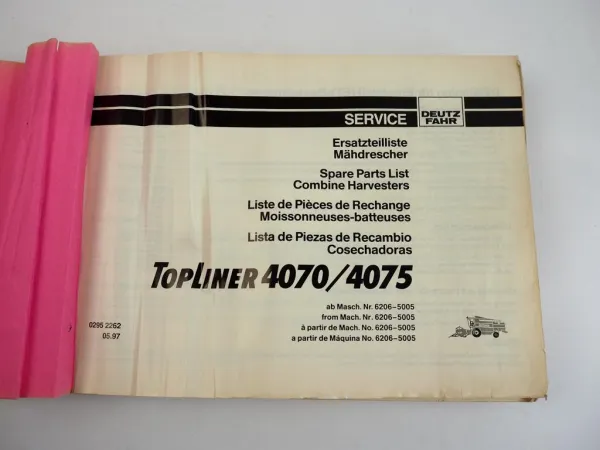 SERVICE
DEUTZ
FAHR
Ersatzteilliste
Mähdrescher
Spare Parts List
Combine Harvesters
Liste de Pièces de Rechange
Moissonneuses-batteuses
Lista de Piezas de Recambio
Cosechadoras
TOPLINER 4070/4075
ab Masch. Nr. 6206-5005
from Mach. Nr. 6206-5005
à partir de Mach. No. 6206-5005
a partir de Máquina No. 6206-5005
0295 2262
05.97